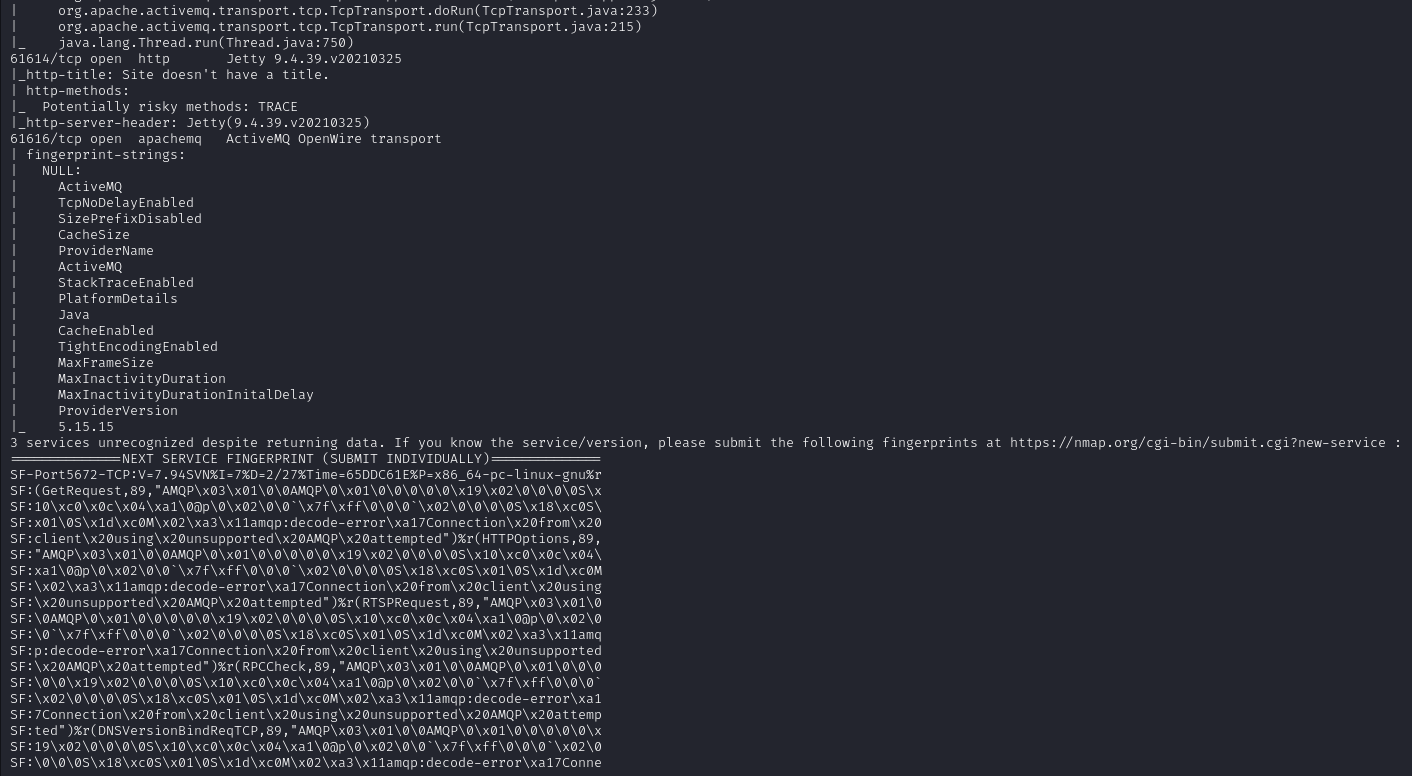 |     org.apache.activemq.transport.tcp.TcpTransport.doRun(TcpTransport.java:233)
|     org.apache.activemq.transport.tcp.TcpTransport.run(TcpTransport.java:215)
|_    java.lang.Thread.run(Thread.java:750)
61614/tcp open  http       Jetty 9.4.39.v20210325
|_http-title: Site doesn't have a title.
| http-methods:
|_  Potentially risky methods: TRACE
|_http-server-header: Jetty(9.4.39.v20210325)
61616/tcp open  apachemq   ActiveMQ OpenWire transport
| fingerprint-strings:
|   NULL:
|     ActiveMQ
|     TcpNoDelayEnabled
|     SizePrefixDisabled
|     CacheSize
|     ProviderName
|     ActiveMQ
|     StackTraceEnabled
|     PlatformDetails
|     Java
|     CacheEnabled
|     TightEncodingEnabled
|     MaxFrameSize
|     MaxInactivityDuration
|     MaxInactivityDurationInitalDelay
|     ProviderVersion
|_    5.15.15
3 services unrecognized despite returning data. If you know the service/version, please submit the following fingerprints at https://nmap.org/cgi-bin/submit.cgi?new-service :
==============NEXT SERVICE FINGERPRINT (SUBMIT INDIVIDUALLY)==============
SF-Port5672-TCP:V=7.94SVN%I=7%D=2/27%Time=65DDC61E%P=x86_64-pc-linux-gnu%r
SF:(GetRequest,89,"AMQP\x03\x01\0\0AMQP\0\x01\0\0\0\0\0\x19\x02\0\0\0\0S\x
SF:10\xc0\x0c\x04\xa1\0@p\0\x02\0\0`\x7f\xff\0\0\0`\x02\0\0\0\0S\x18\xc0S\
SF:x01\0S\x1d\xc0M\x02\xa3\x11amqp:decode-error\xa17Connection\x20from\x20
SF:client\x20using\x20unsupported\x20AMQP\x20attempted")%r(HTTPOptions,89,
SF:"AMQP\x03\x01\0\0AMQP\0\x01\0\0\0\0\0\x19\x02\0\0\0\0S\x10\xc0\x0c\x04\
SF:xa1\0@p\0\x02\0\0`\x7f\xff\0\0\0`\x02\0\0\0\0S\x18\xc0S\x01\0S\x1d\xc0M
SF:\x02\xa3\x11amqp:decode-error\xa17Connection\x20from\x20client\x20using
SF:\x20unsupported\x20AMQP\x20attempted")%r(RTSPRequest,89,"AMQP\x03\x01\0
SF:\0AMQP\0\x01\0\0\0\0\0\x19\x02\0\0\0\0S\x10\xc0\x0c\x04\xa1\0@p\0\x02\0
SF:\0`\x7f\xff\0\0\0`\x02\0\0\0\0S\x18\xc0S\x01\0S\x1d\xc0M\x02\xa3\x11amq
SF:p:decode-error\xa17Connection\x20from\x20client\x20using\x20unsupported
SF:\x20AMQP\x20attempted")%r(RPCCheck,89,"AMQP\x03\x01\0\0AMQP\0\x01\0\0\0
SF:\0\0\x19\x02\0\0\0\0S\x10\xc0\x0c\x04\xa1\0@p\0\x02\0\0`\x7f\xff\0\0\0`
SF:\x02\0\0\0\0S\x18\xc0S\x01\0S\x1d\xc0M\x02\xa3\x11amqp:decode-error\xa1
SF:7Connection\x20from\x20client\x20using\x20unsupported\x20AMQP\x20attemp
SF:ted")%r(DNSVersionBindReqTCP,89,"AMQP\x03\x01\0\0AMQP\0\x01\0\0\0\0\0\x
SF:19\x02\0\0\0\0S\x10\xc0\x0c\x04\xa1\0@p\0\x02\0\0`\x7f\xff\0\0\0`\x02\0
SF:\0\0\0S\x18\xc0S\x01\0S\x1d\xc0M\x02\xa3\x11amqp:decode-error\xa17Conne